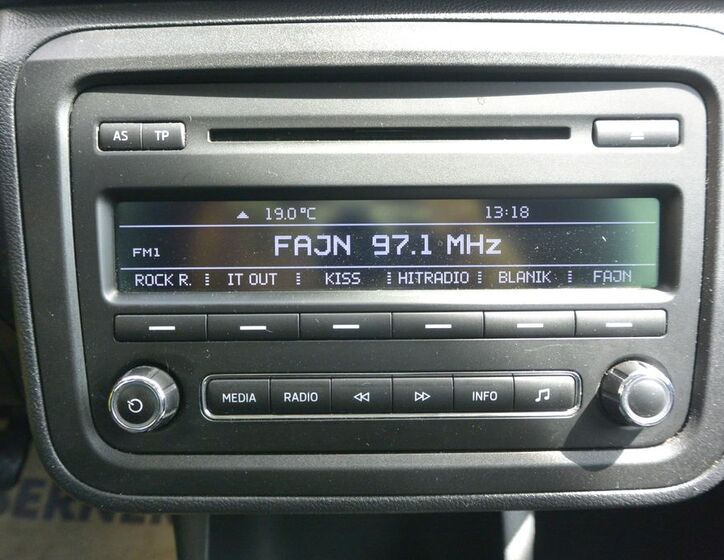 AS TP
19.0°C 13:18
FAJN 97.1 MHz
FM1
ROCK R. IT OUT KISS HITRADIO BLANIK FAJN
MEDIA RADIO INFO